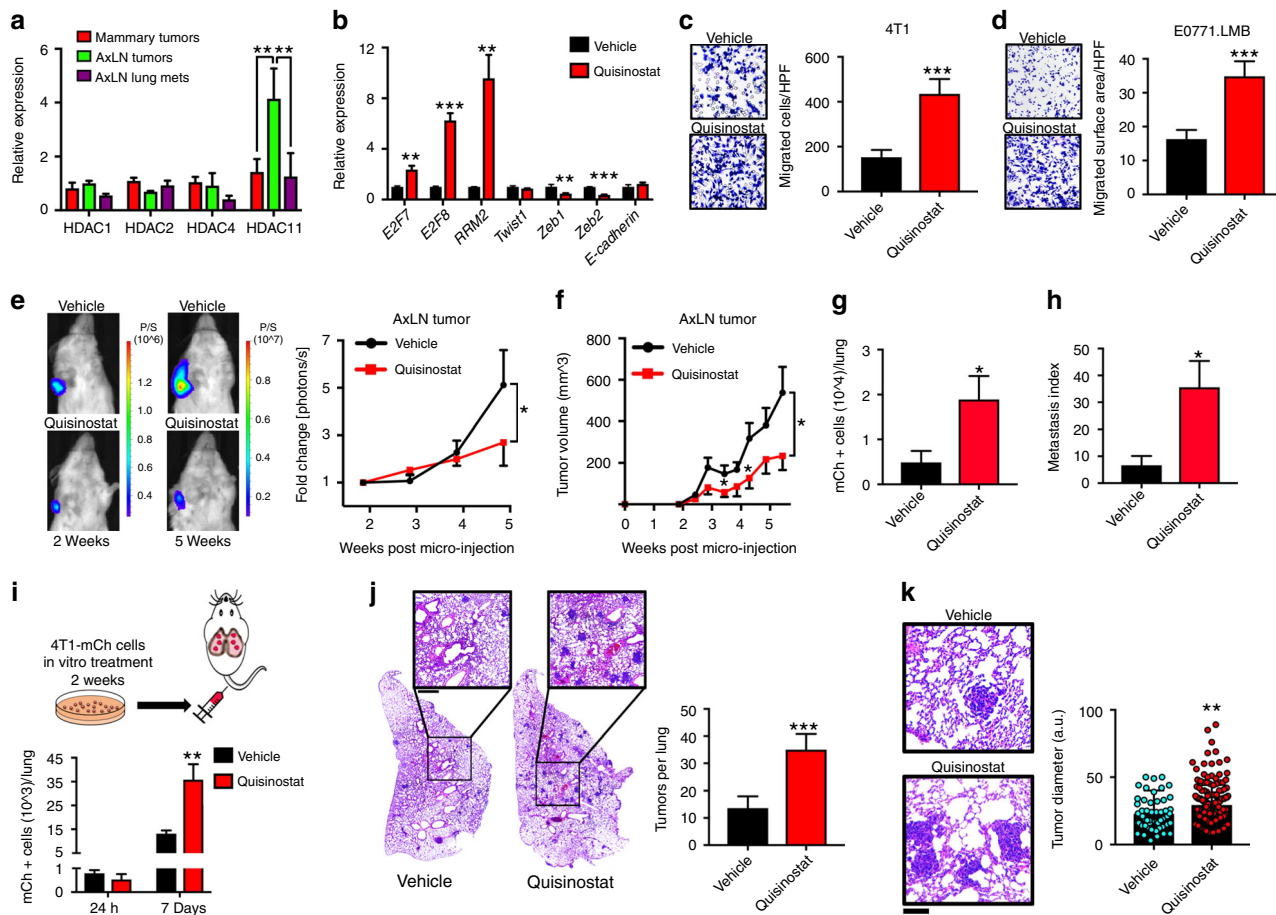 a
Relative expression
6
4
2
0
Mammary tumors
AxLN tumors
AxLN lung mets
** **
HDAC1 HDAC2 HDAC4 HDAC11
b
Relative expression
12
8
4
0
Vehicle
Quisinostat
** *** ** ** ***
E2F7 E2F8 RRM2 Twist1 Zeb1 Zeb2 E-cadherin
c
Vehicle
Quisinostat
4T1
Migrated cells/HPF
600
400
200
0
***
Vehicle
Quisinostat
d
Vehicle
Quisinostat
E0771.LMB
Migrated surface area/HPF
40
30
20
10
0
***
Vehicle
Quisinostat
e
Vehicle
Quisinostat
2 Weeks
P/S
(10^6)
1.2
1.0
0.8
0.6
0.4
5 Weeks
P/S
(10^7)
0.8
0.6
0.4
0.2
AxLN tumor
Vehicle
Quisinostat
Fold change [photons/s]
7
5
3
1
*
2 3 4 5
Weeks post micro-injection
f
AxLN tumor
Vehicle
Quisinostat
Tumor volume (mm^3)
800
600
400
200
* * *
0 1 2 3 4 5
Weeks post micro-injection
g
mCh + cells (10^4)/lung
3
2
1
0
*
Vehicle
Quisinostat
h
Metastasis index
50
40
30
20
10
0
*
Vehicle
Quisinostat
i
4T1-mCh cells
in vitro treatment
2 weeks
Vehicle
Quisinostat
mCh + cells (10^3)/lung
45
35
25
15
5
1
0
**
24 h 7 Days
j
Vehicle Quisinostat
Tumors per lung
50
40
30
20
10
0
***
Vehicle
Quisinostat
k
Vehicle
Quisinostat
Tumor diameter (a.u.)
100
50
0
**
Vehicle
Quisinostat